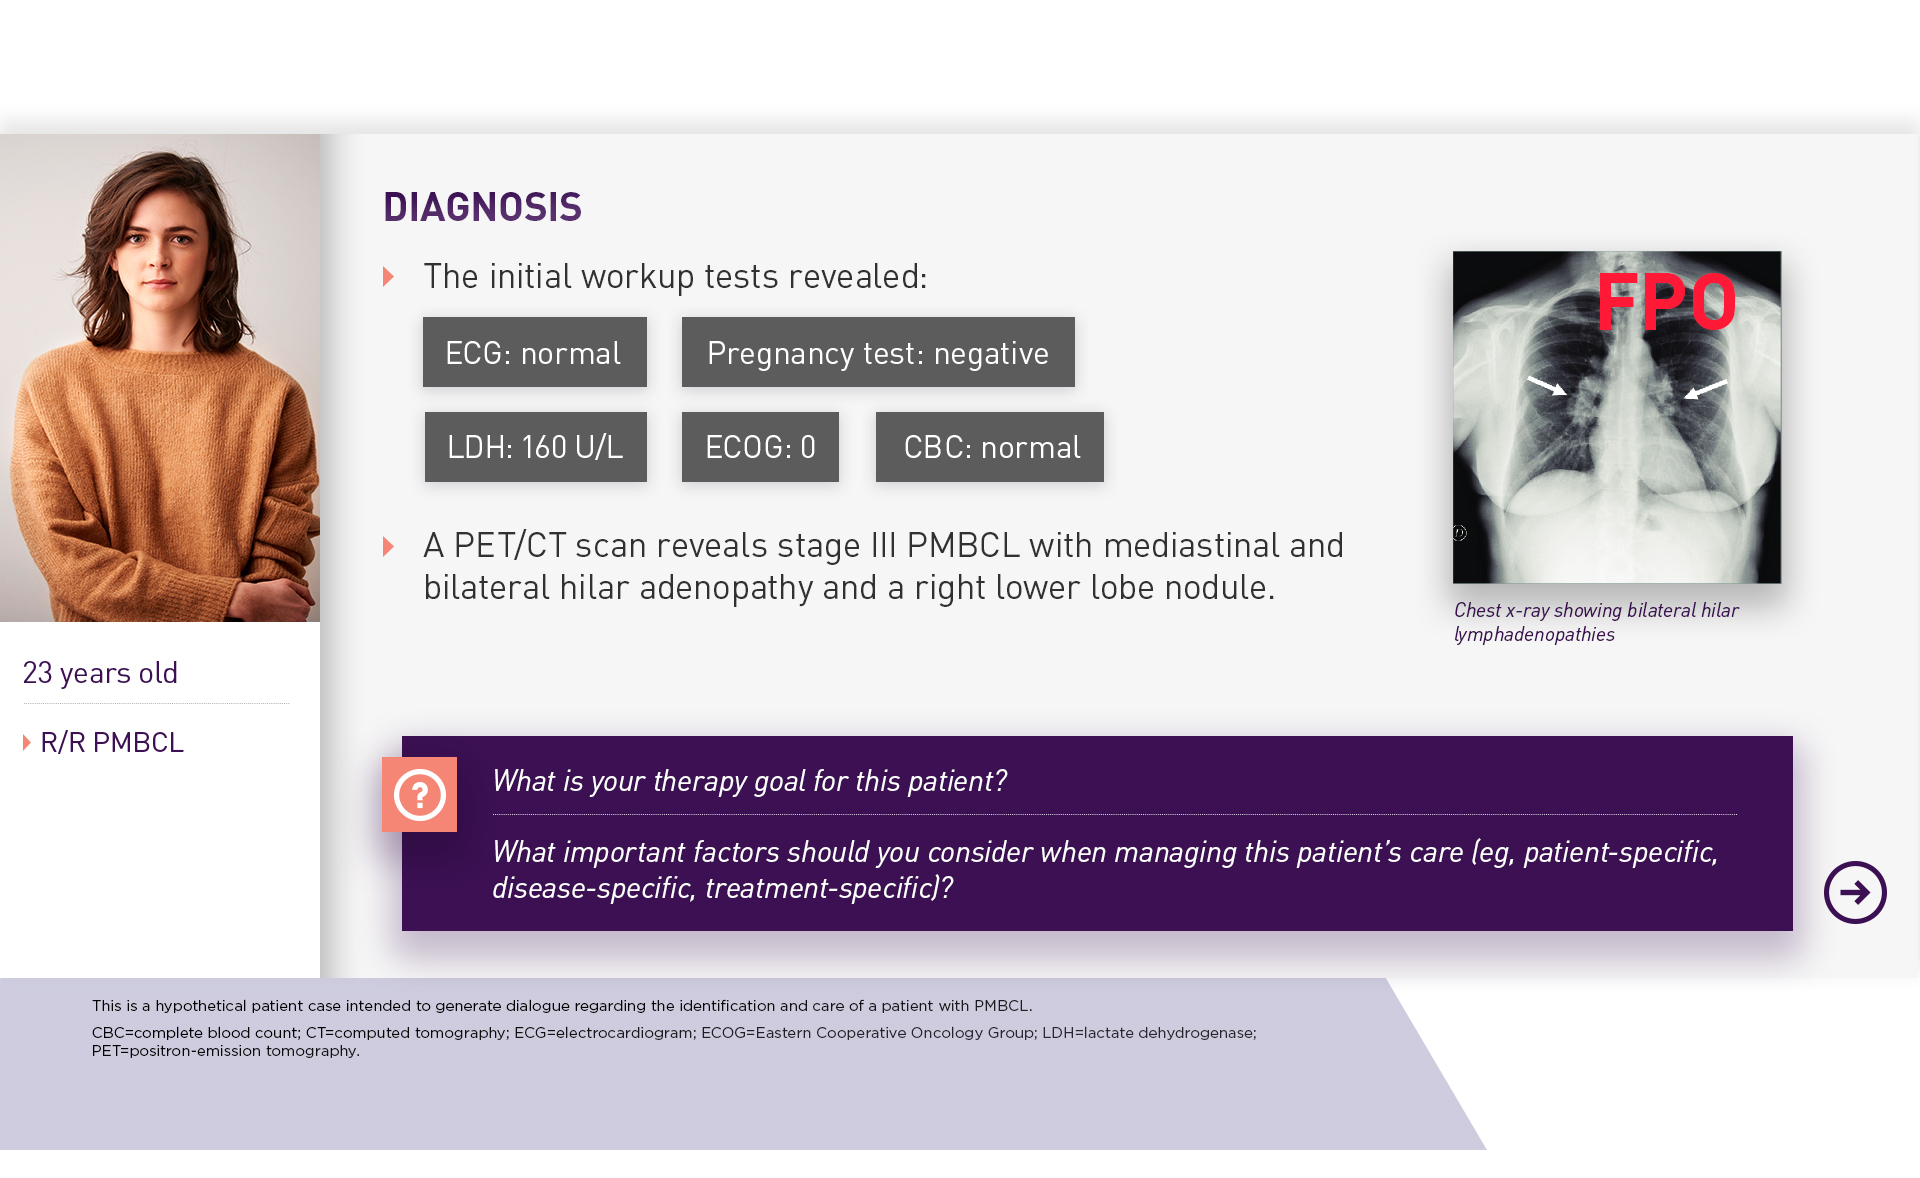 DIAGNOSIS
The initial workup tests revealed:
ECG: normal
Pregnancy test: negative
LDH: 160 U/L
ECOG: 0
CBC: normal
A PET/CT scan reveals stage III PMBCL with mediastinal and
bilateral hilar adenopathy and a right lower lobe nodule.
FPO
D
Chest x-ray showing bilateral hilar
lymphadenopathies
23 years old
R/R PMBCL
?
What is your therapy goal for this patient?
What important factors should you consider when managing this patient’s care (eg, patient-specific,
disease-specific, treatment-specific)?
This is a hypothetical patient case intended to generate dialogue regarding the identification and care of a patient with PMBCL.
CBC=complete blood count; CT=computed tomography; ECG=electrocardiogram; ECOG=Eastern Cooperative Oncology Group; LDH=lactate dehydrogenase;
PET=positron-emission tomography.